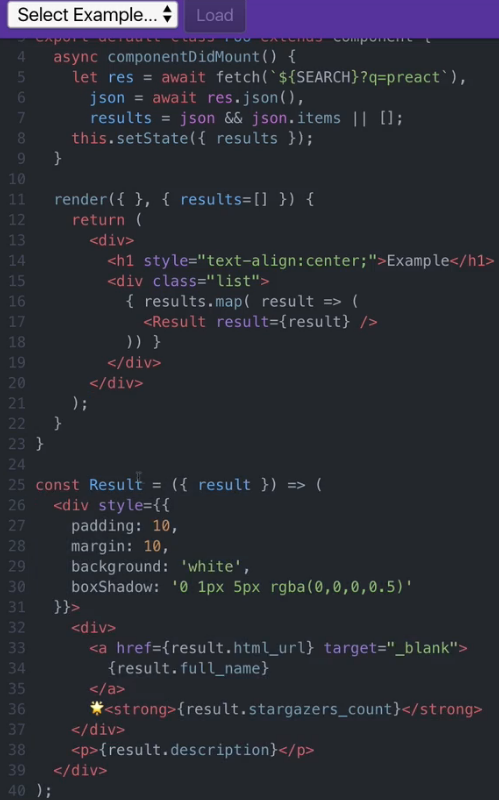 Select Example...
Load
export default class Foo extends Component {
4 async componentDidMount() {
5 let res = await fetch(`${SEARCH}?q=preact`),
6 json = await res.json(),
7 results = json && json.items || [];
8 this.setState({ results });
9 }
10
11 render({ }, { results=[] }) {
12 return (
13 <div>
14 <h1 style="text-align:center;">Example</h1>
15 <div class="list">
16 { results.map( result => (
17 <Result result={result} />
18 )) }
19 </div>
20 </div>
21 );
22 }
23 }
24
25 const Result = ({ result }) => (
26 <div style={{
27 padding: 10,
28 margin: 10,
29 background: 'white',
30 boxShadow: '0 1px 5px rgba(0,0,0,0.5)'
31 }}>
32 <div>
33 <a href={result.html_url} target="_blank">
34 {result.full_name}
35 </a>
36 🌟<strong>{result.stargazers_count}</strong>
37 </div>
38 <p>{result.description}</p>
39 </div>
40 );